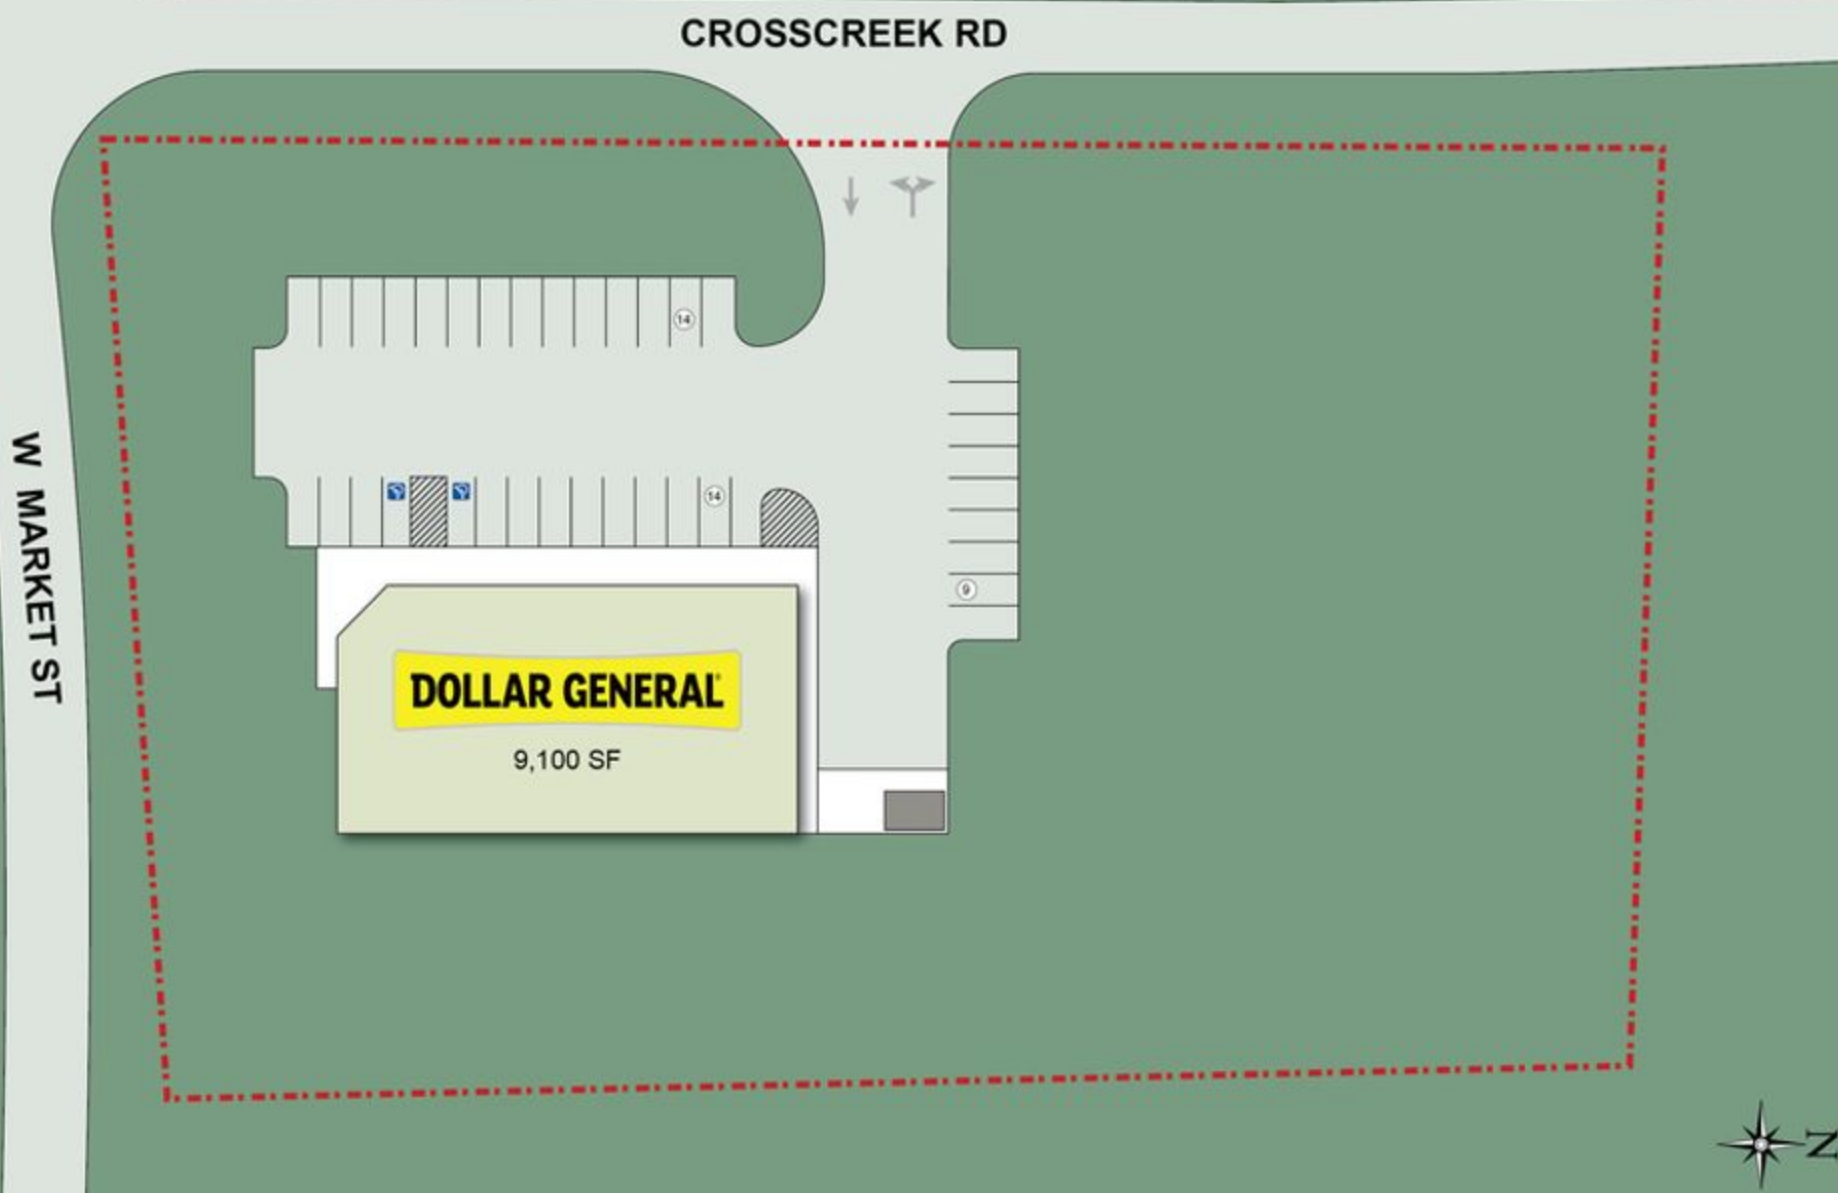 CROSSCREEK RD
14
W MARKET ST
14
9
DOLLAR GENERAL®
9,100 SF
N